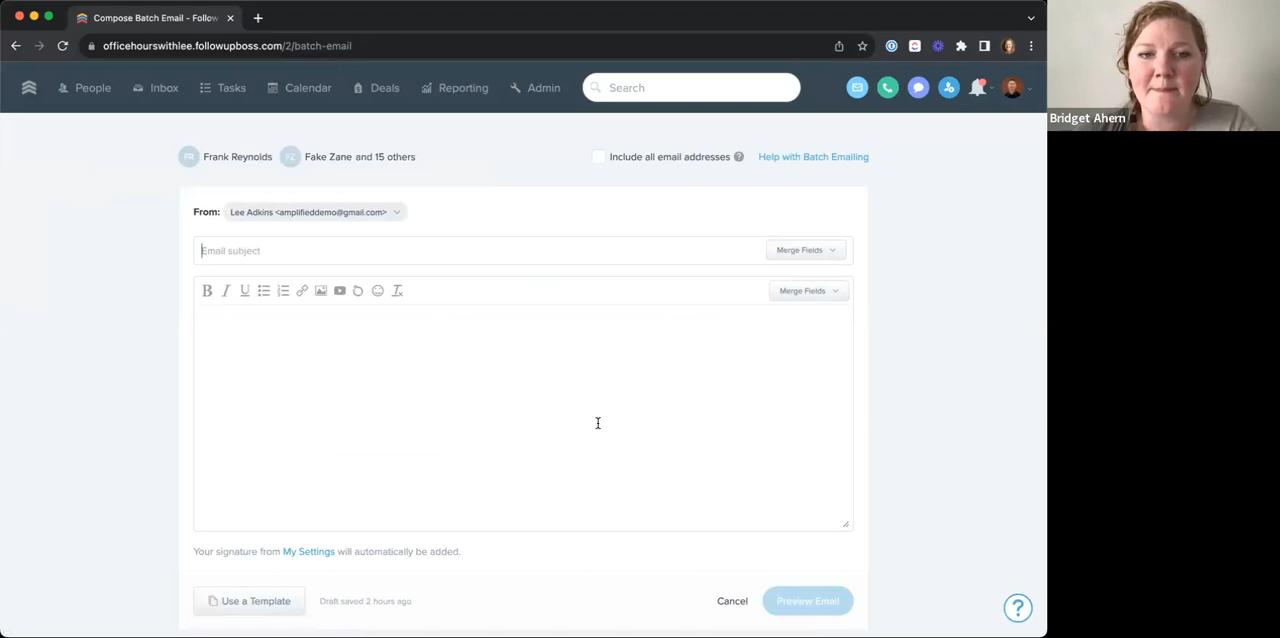 Compose Batch Email - Follow
officehourswithlee.followupboss.com/2/batch-email
People Inbox Tasks Calendar Deals Search Reporting Admin
Bridget Ahern
FR Frank Reynolds FZ Fake Zane and 15 others Include all email addresses Help with Batch Emailing
From: Lee Adkins <amplifieddemo@gmail.com>
Email subject Merge Fields
B I U Merge Fields
Your signature from My Settings will automatically be added.
Use a Template Draft saved 2 hours ago Cancel Preview Email